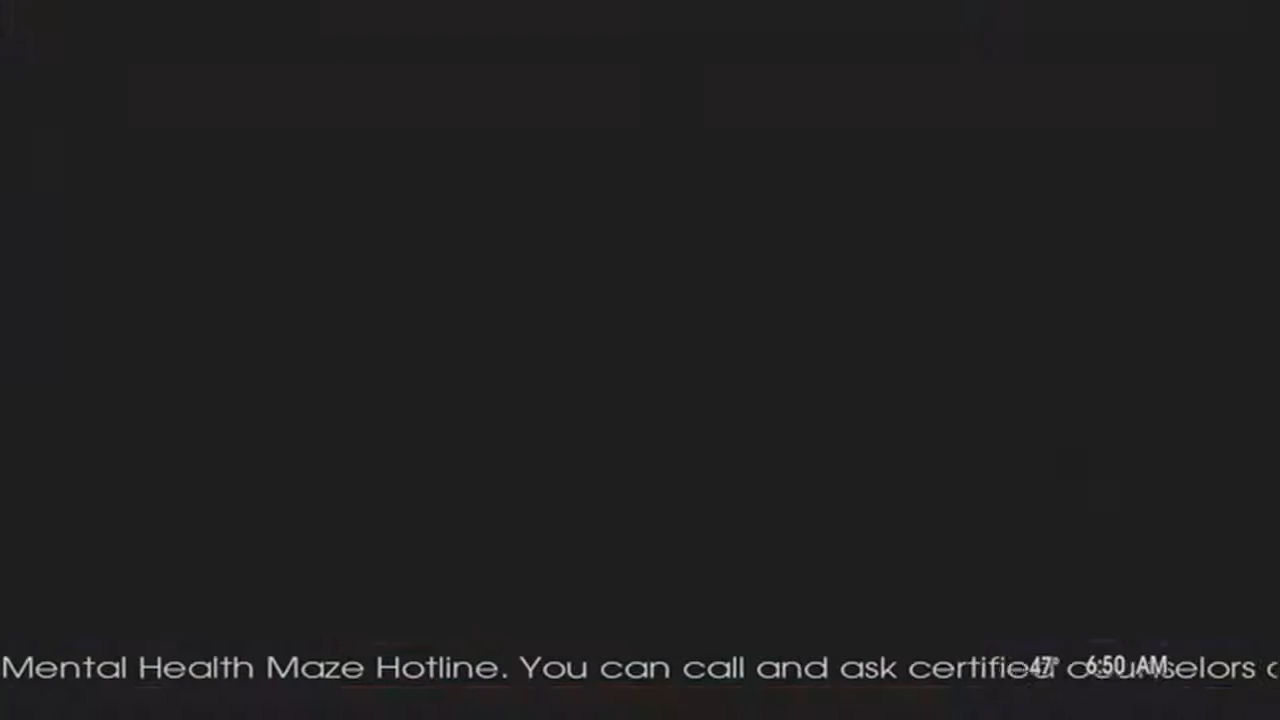 Mental Health Maze Hotline. You can call and ask certified counselors
47° 6:50 AM